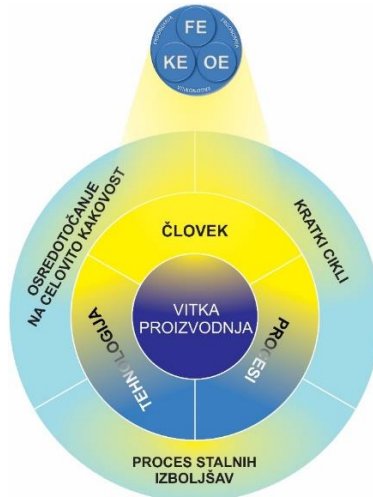 FE
KE OE
OSREDOTOČANJE
NA CELOVITO KAKOVOST
KRATKI CIKLI
ČLOVEK
TEHNOLOGIJA
PROCESI
VITKA
PROIZVODNJA
PROCES STALNIH
IZBOLJŠAV